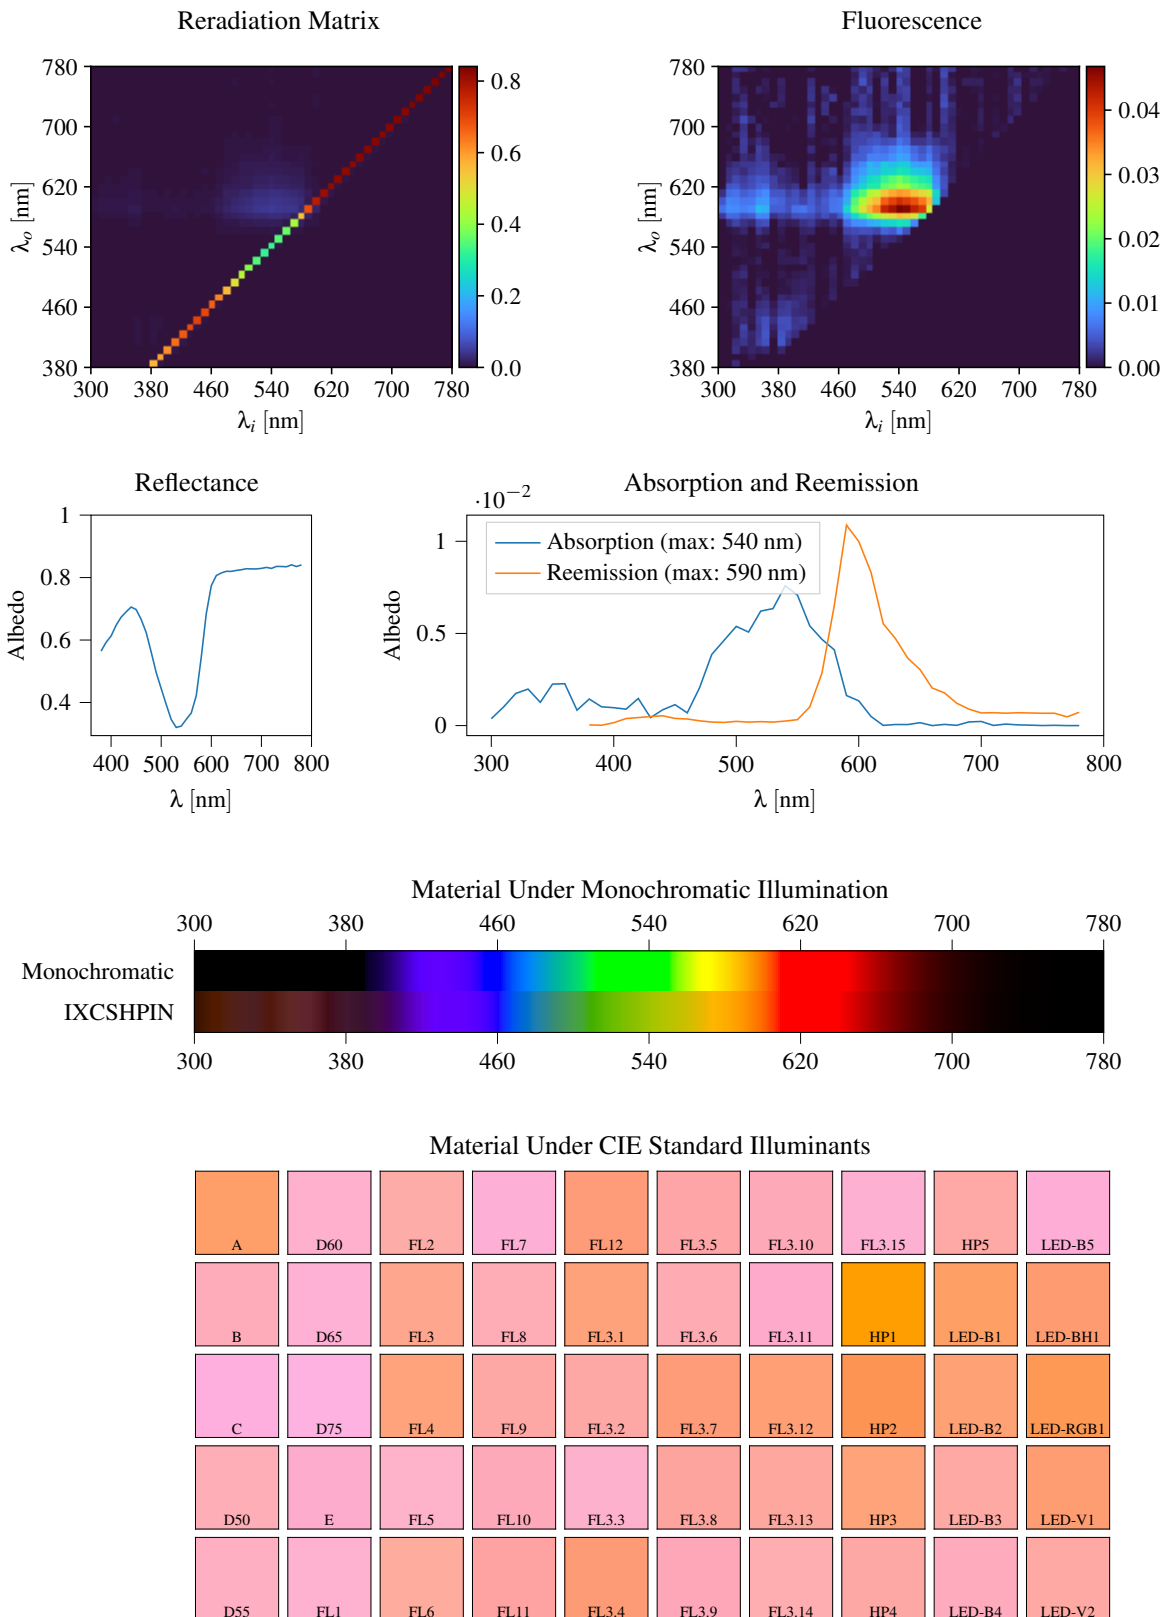 Reradiation Matrix
Fluorescence
780
700
620
540
460
380
λo [nm]
300 380 460 540 620 700 780
λi [nm]
0.8
0.6
0.4
0.2
0.0
780
700
620
540
460
380
λo [nm]
300 380 460 540 620 700 780
λi [nm]
0.04
0.03
0.02
0.01
0.00
Reflectance
1
0.8
0.6
0.4
Albedo
400 500 600 700 800
λ [nm]
Absorption and Reemission
·10−2
1
0.5
0
Albedo
Absorption (max: 540 nm)
Reemission (max: 590 nm)
300 400 500 600 700 800
λ [nm]
Material Under Monochromatic Illumination
300 380 460 540 620 700 780
Monochromatic
IXCSHPIN
300 380 460 540 620 700 780
Material Under CIE Standard Illuminants
A D60 FL2 FL7 FL12 FL3.5 FL3.10 FL3.15 HP5 LED-B5
B D65 FL3 FL8 FL3.1 FL3.6 FL3.11 HP1 LED-B1 LED-BH1
C D75 FL4 FL9 FL3.2 FL3.7 FL3.12 HP2 LED-B2 LED-RGB1
D50 E FL5 FL10 FL3.3 FL3.8 FL3.13 HP3 LED-B3 LED-V1
D55 FL1 FL6 FL11 FL3.4 FL3.9 FL3.14 HP4 LED-B4 LED-V2